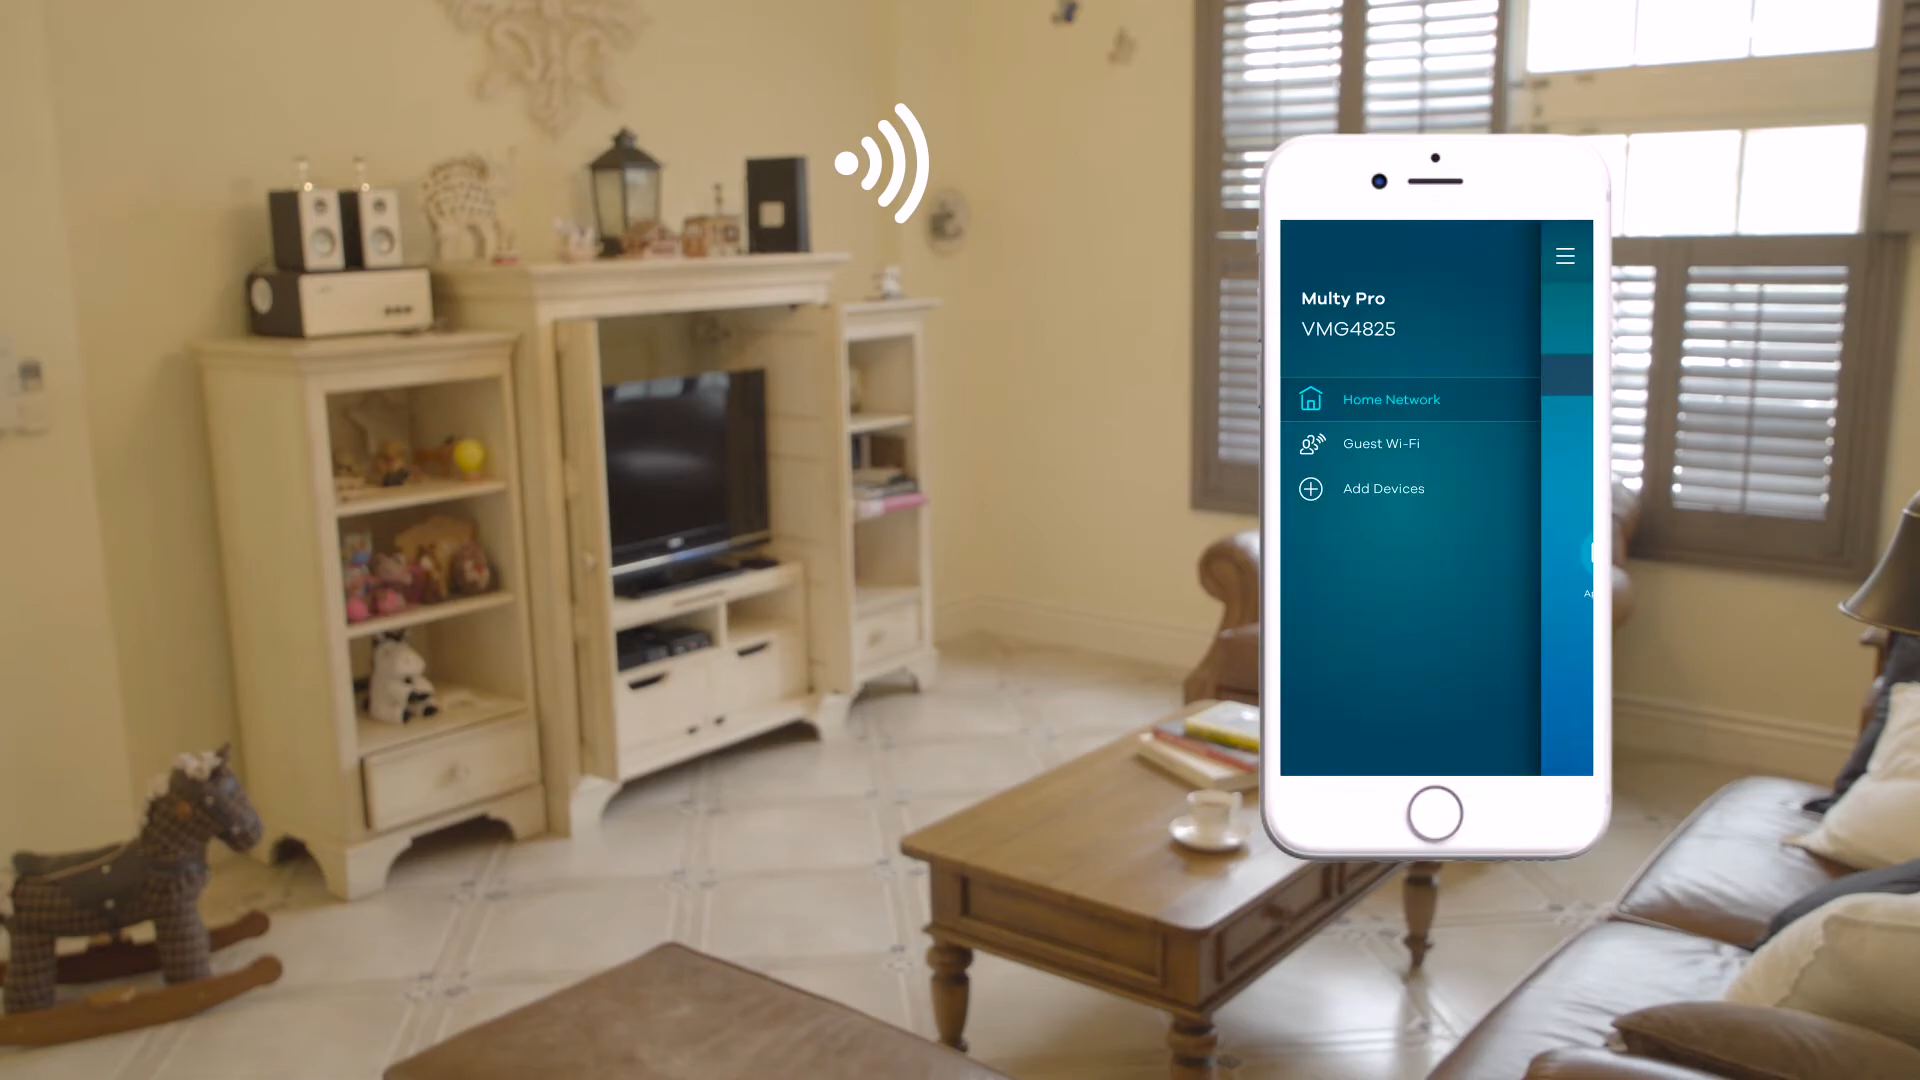 Multy Pro
VMG4825
Home Network
Guest Wi-Fi
Add Devices